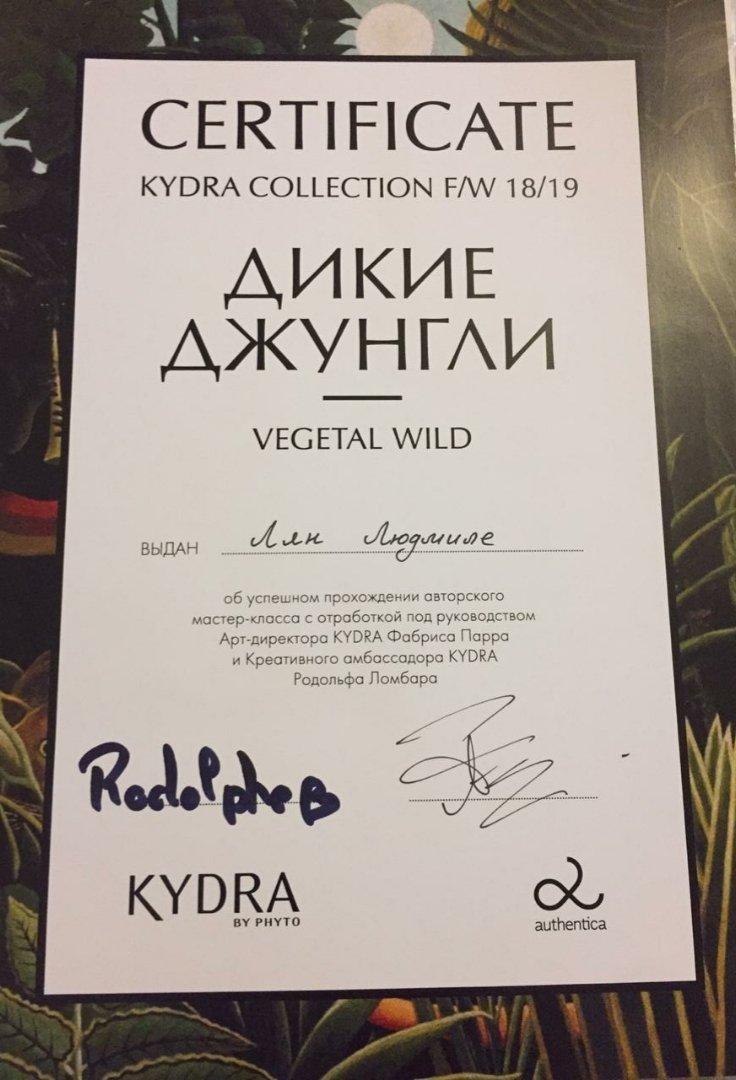 CERTIFICATE
KYDRA COLLECTION F/W 18/19
ДИКИЕ
ДЖУНГЛИ
VEGETAL WILD
ВЫДАН Лян Людмиле
об успешном прохождении авторского
мастер-класса с отработкой под руководством
Арт-директора KYDRA Фабриса Парра
и Креативного амбассадора KYDRA
Родольфа Ломбара
Rodolphe B
KYDRA
BY PHYTO
authentica